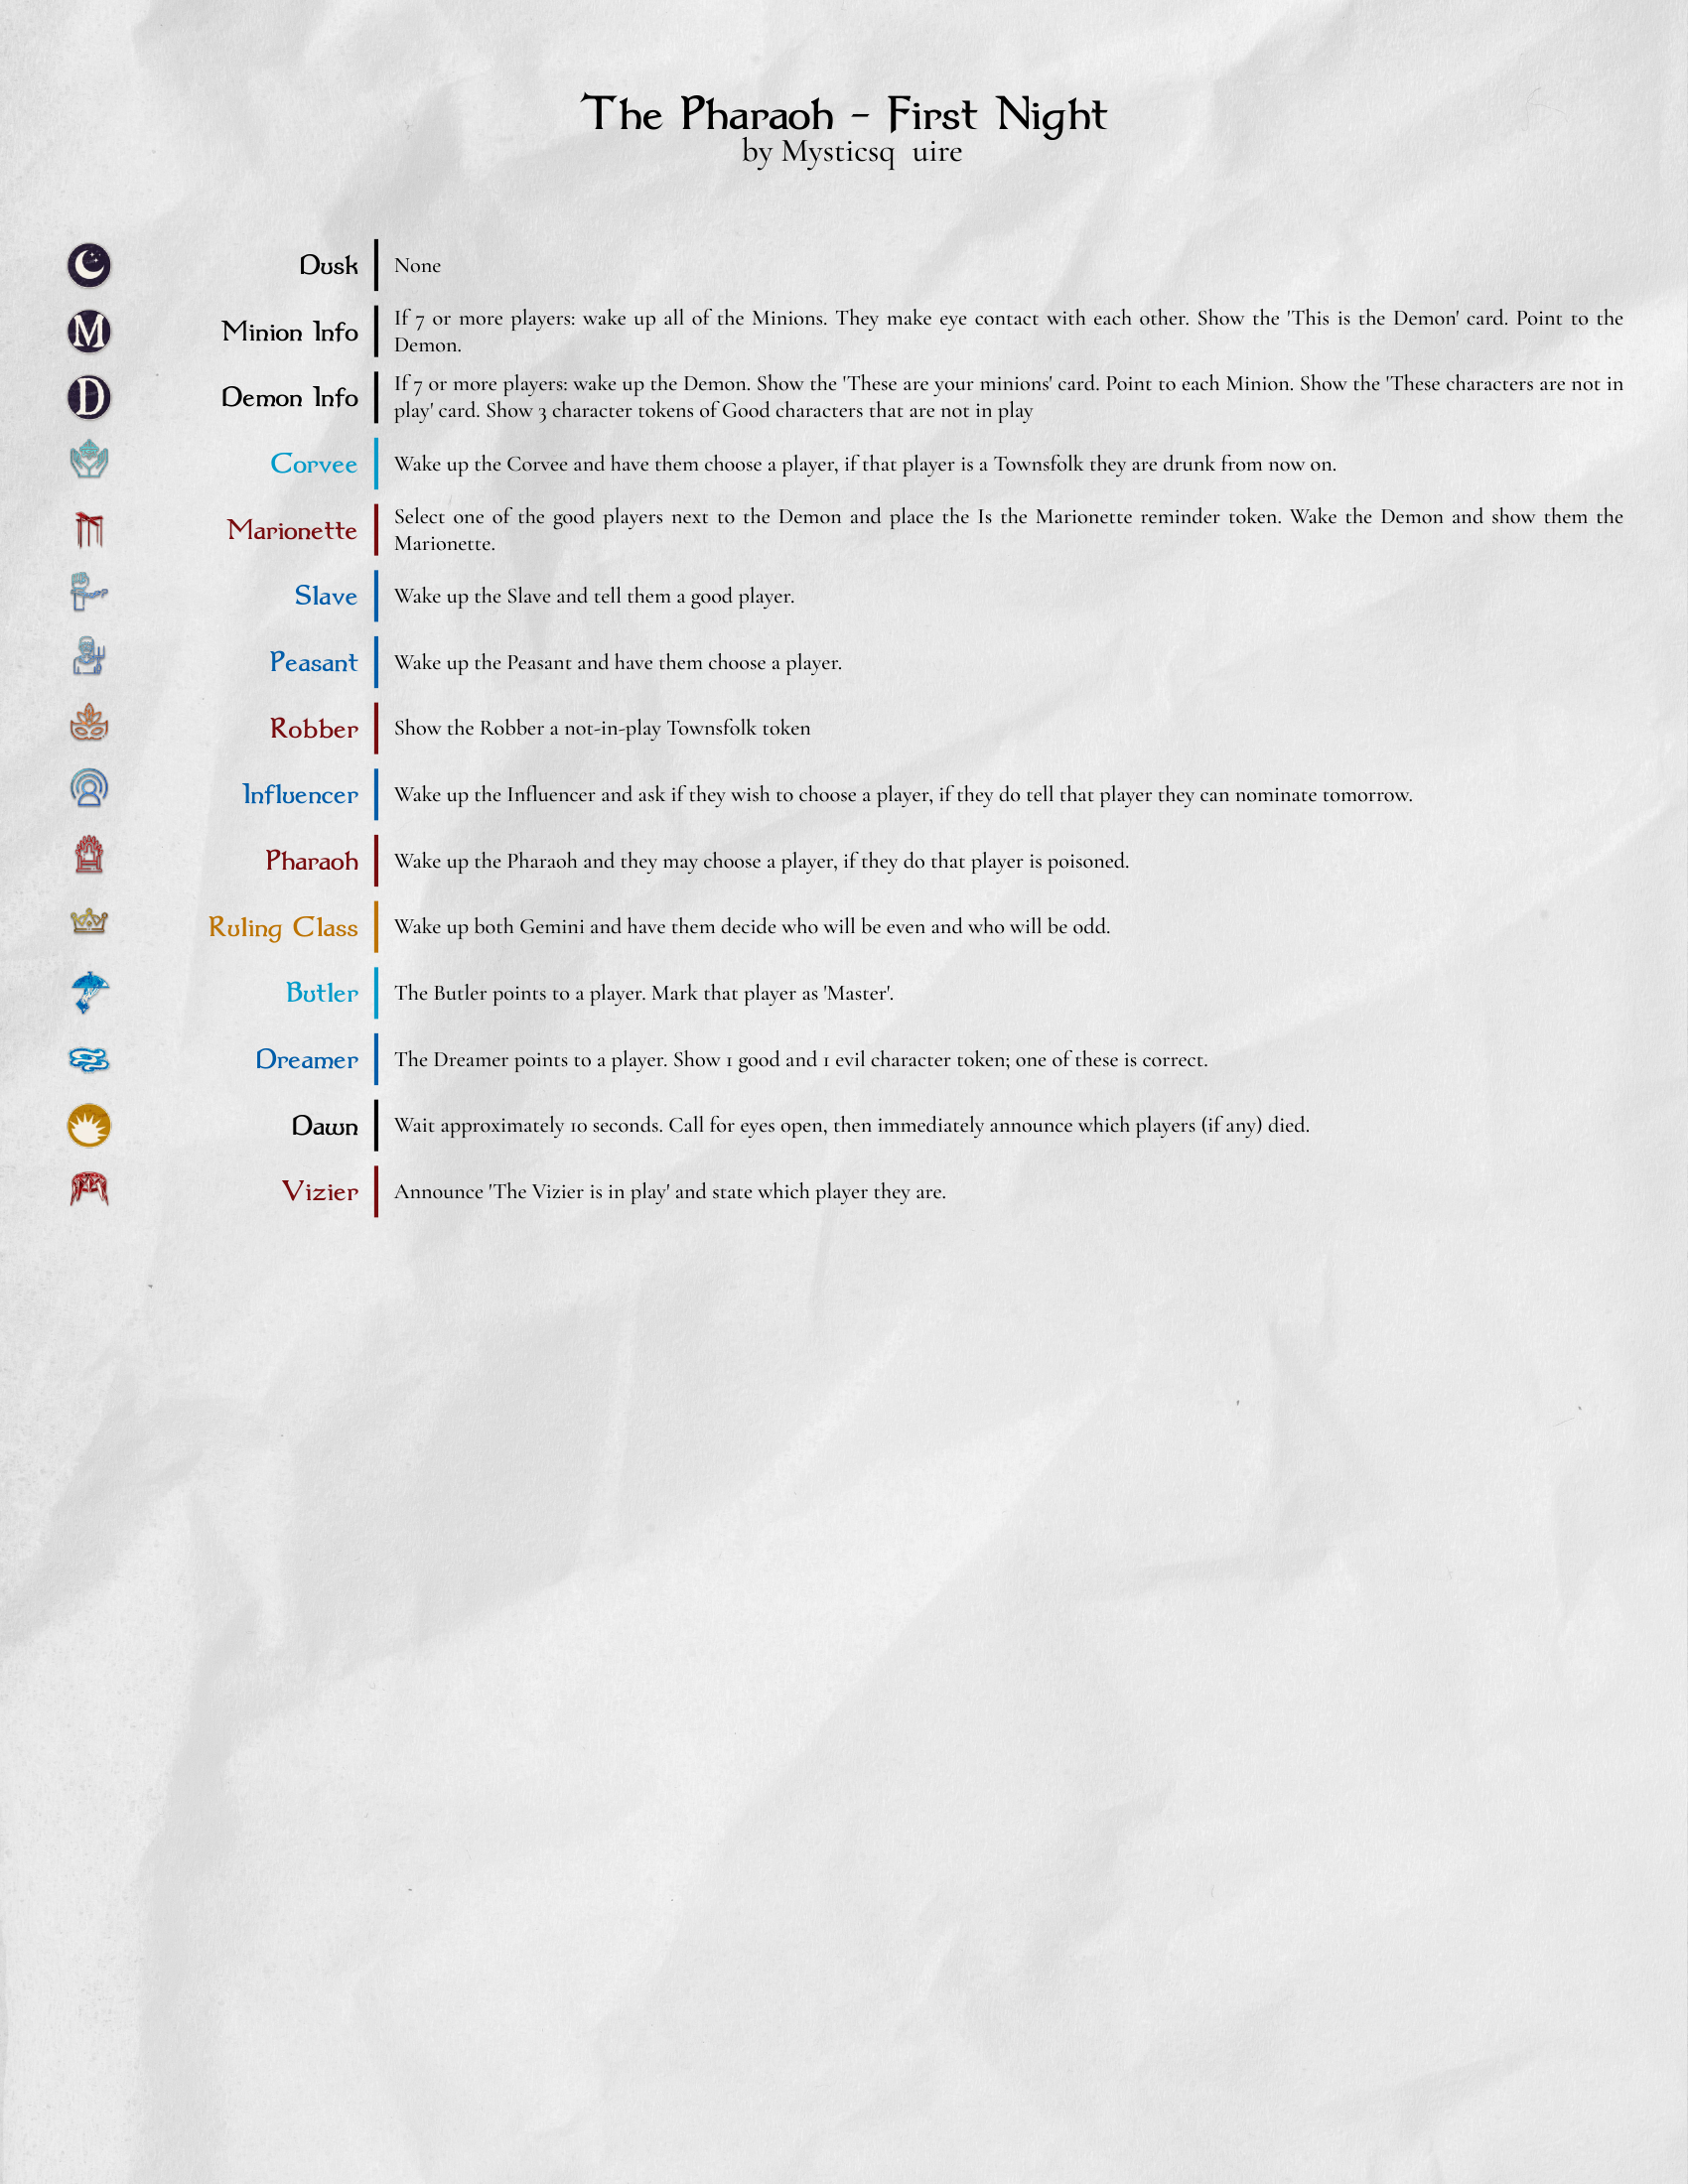 The Pharaoh - First Night
by Mysticsq uire
Dusk
None
Minion Info
If 7 or more players: wake up all of the Minions. They make eye contact with each other. Show the 'This is the Demon' card. Point to the
Demon.
Demon Info
If 7 or more players: wake up the Demon. Show the 'These are your minions' card. Point to each Minion. Show the 'These characters are not in
play' card. Show 3 character tokens of Good characters that are not in play
Corvee
Wake up the Corvee and have them choose a player, if that player is a Townsfolk they are drunk from now on.
Marionette
Select one of the good players next to the Demon and place the Is the Marionette reminder token. Wake the Demon and show them the
Marionette.
Slave
Wake up the Slave and tell them a good player.
Peasant
Wake up the Peasant and have them choose a player.
Robber
Show the Robber a not-in-play Townsfolk token
Influencer
Wake up the Influencer and ask if they wish to choose a player, if they do tell that player they can nominate tomorrow.
Pharaoh
Wake up the Pharaoh and they may choose a player, if they do that player is poisoned.
Ruling Class
Wake up both Gemini and have them decide who will be even and who will be odd.
Butler
The Butler points to a player. Mark that player as 'Master'.
Dreamer
The Dreamer points to a player. Show 1 good and 1 evil character token; one of these is correct.
Dawn
Wait approximately 10 seconds. Call for eyes open, then immediately announce which players (if any) died.
Vizier
Announce 'The Vizier is in play' and state which player they are.
M
D